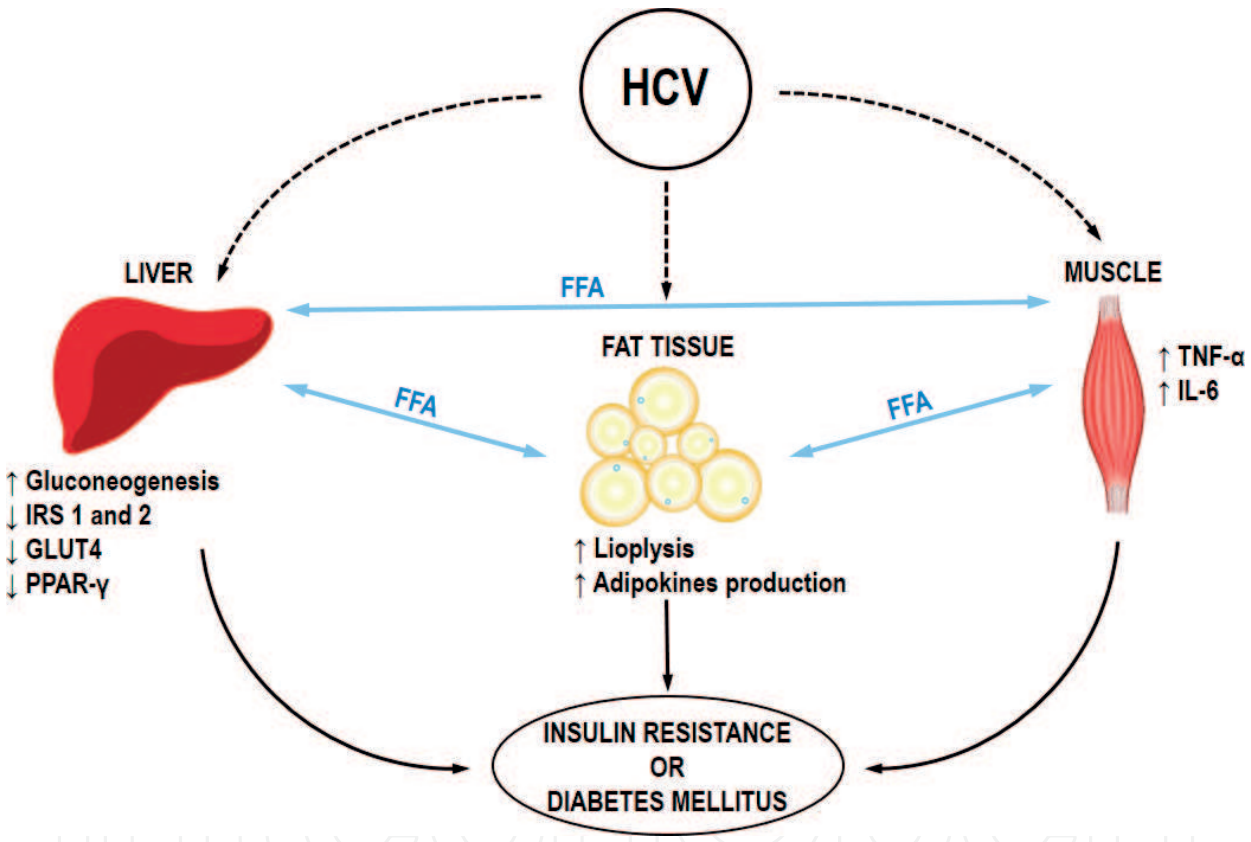 HCV
LIVER
MUSCLE
FFA
FAT TISSUE
↑ TNF-α
↑ IL-6
FFA
FFA
↑ Gluconeogenesis
↓ IRS 1 and 2
↓ GLUT4
↓ PPAR-γ
↑ Lioplysis
↑ Adipokines production
INSULIN RESISTANCE
OR
DIABETES MELLITUS